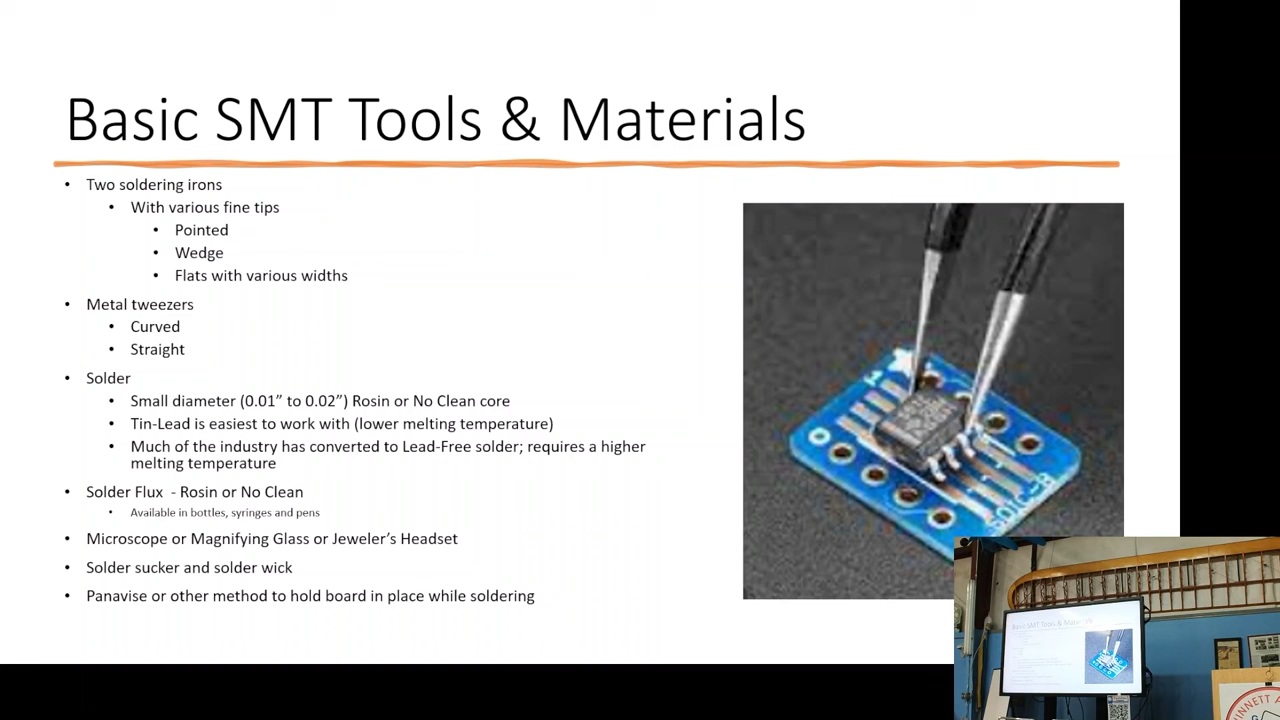 Basic SMT Tools & Materials
• Two soldering irons
• With various fine tips
• Pointed
• Wedge
• Flats with various widths
• Metal tweezers
• Curved
• Straight
• Solder
• Small diameter (0.01” to 0.02”) Rosin or No Clean core
• Tin-Lead is easiest to work with (lower melting temperature)
• Much of the industry has converted to Lead-Free solder; requires a higher
melting temperature
• Solder Flux - Rosin or No Clean
• Available in bottles, syringes and pens
• Microscope or Magnifying Glass or Jeweler’s Headset
• Solder sucker and solder wick
• Panavise or other method to hold board in place while soldering
Basic SMT Tools & Materials